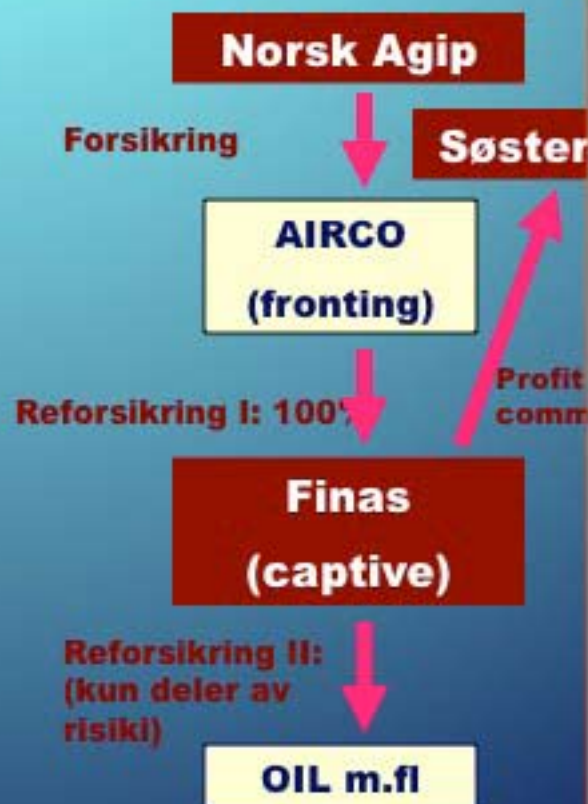 Norsk Agip
Forsikring
Søster
AIRCO
(fronting)
Profit
Reforsikring I: 100%
comm
Finas
(captive)
Reforsikring II:
(kun deler av
risiki)
OIL m.fl